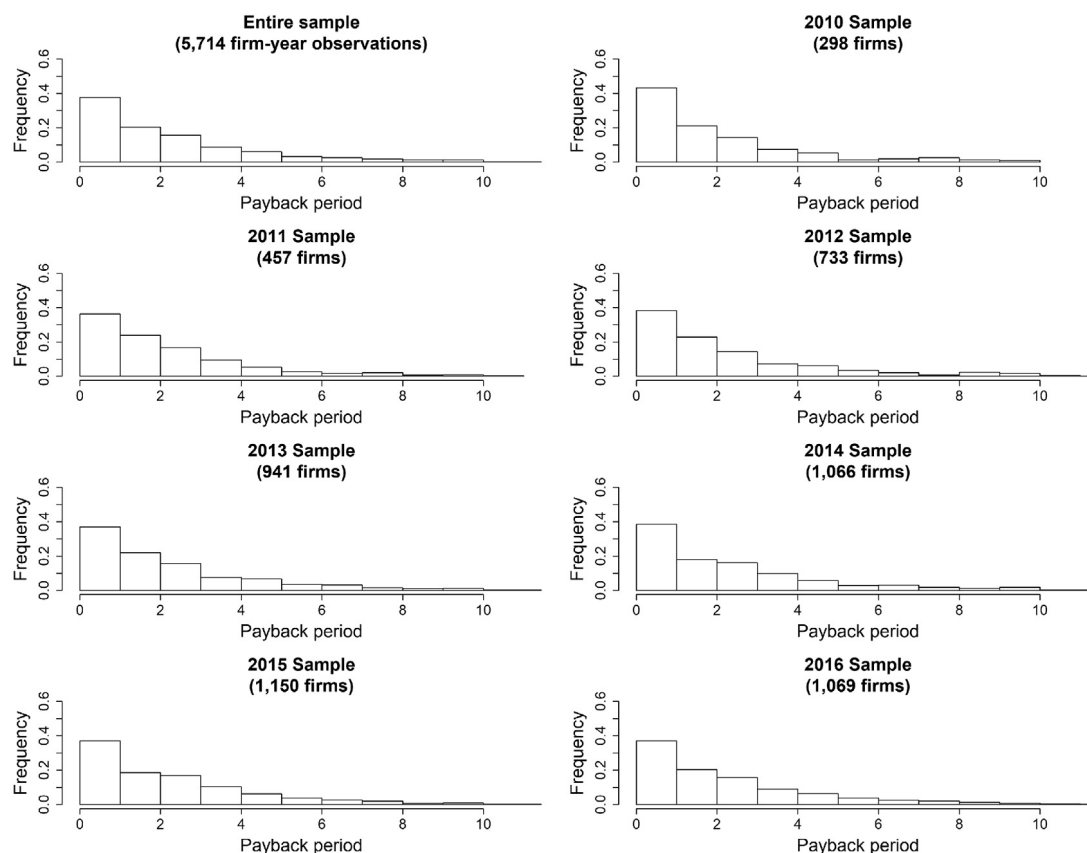 Entire sample
(5,714 firm-year observations)
Frequency
0.6
0.4
0.2
0.0
0 2 4 6 8 10
Payback period
2010 Sample
(298 firms)
Frequency
0.6
0.4
0.2
0.0
0 2 4 6 8 10
Payback period
2011 Sample
(457 firms)
Frequency
0.6
0.4
0.2
0.0
0 2 4 6 8 10
Payback period
2012 Sample
(733 firms)
Frequency
0.6
0.4
0.2
0.0
0 2 4 6 8 10
Payback period
2013 Sample
(941 firms)
Frequency
0.6
0.4
0.2
0.0
0 2 4 6 8 10
Payback period
2014 Sample
(1,066 firms)
Frequency
0.6
0.4
0.2
0.0
0 2 4 6 8 10
Payback period
2015 Sample
(1,150 firms)
Frequency
0.6
0.4
0.2
0.0
0 2 4 6 8 10
Payback period
2016 Sample
(1,069 firms)
Frequency
0.6
0.4
0.2
0.0
0 2 4 6 8 10
Payback period